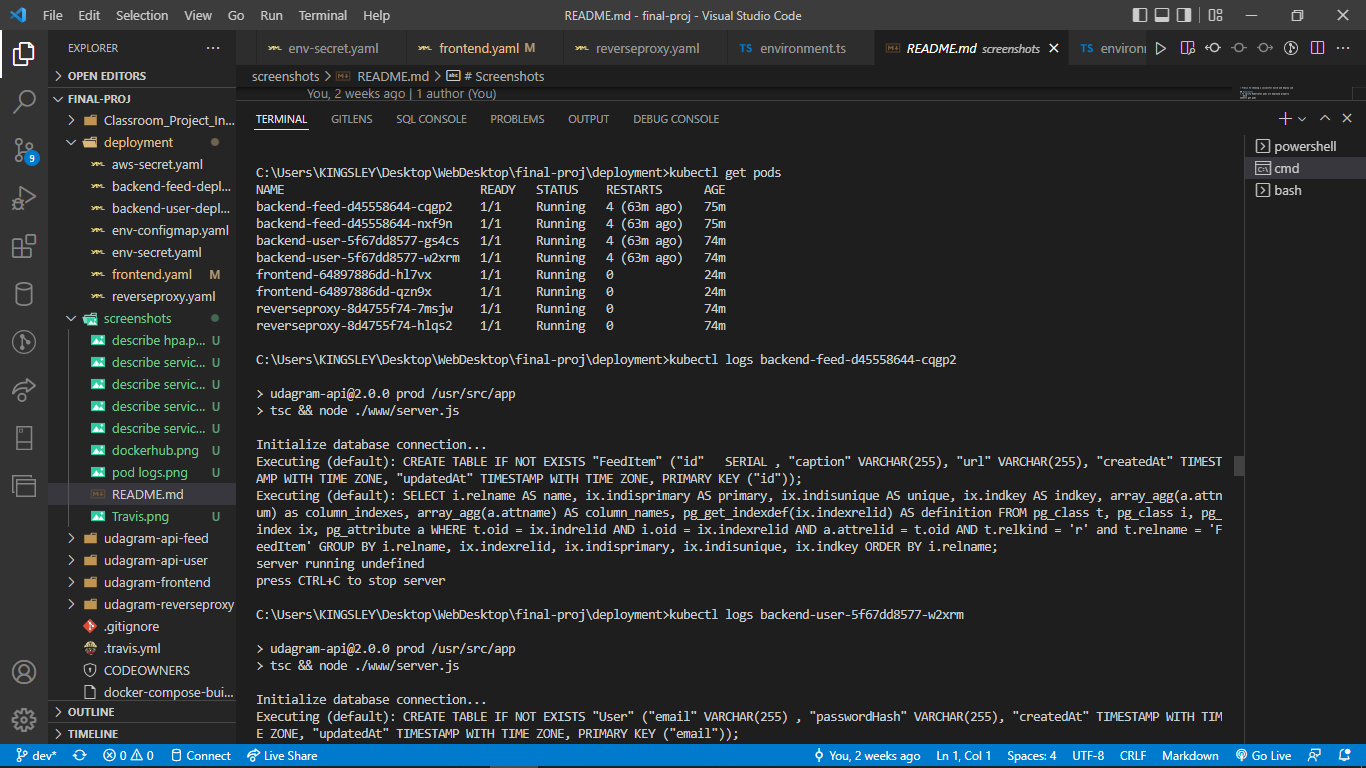 File Edit Selection View Go Run Terminal Help
README.md - final-proj - Visual Studio Code
EXPLORER
OPEN EDITORS
FINAL-PROJ
Classroom_Project_In...
deployment
aws-secret.yaml
backend-feed-depl...
backend-user-depl...
env-configmap.yaml
env-secret.yaml
frontend.yaml M
reverseproxy.yaml
screenshots
describe hpa.p... U
describe servic... U
describe servic... U
describe servic... U
describe servic... U
dockerhub.png U
pod logs.png U
README.md
Travis.png U
udagram-api-feed
udagram-api-user
udagram-frontend
udagram-reverseproxy
.gitignore
.travis.yml
CODEOWNERS
docker-compose-bui...
OUTLINE
TIMELINE
9
env-secret.yaml
frontend.yaml M
reverseproxy.yaml
TS environment.ts
README.md screenshots
TS environm
screenshots > README.md > # Screenshots
You, 2 weeks ago | 1 author (You)
TERMINAL GITLENS SQL CONSOLE PROBLEMS OUTPUT DEBUG CONSOLE
powershell
cmd
bash
C:\Users\KINGSLEY\Desktop\WebDesktop\final-proj\deployment>kubectl get pods
NAME READY STATUS RESTARTS AGE
backend-feed-d45558644-cqgp2 1/1 Running 4 (63m ago) 75m
backend-feed-d45558644-nxf9n 1/1 Running 4 (63m ago) 75m
backend-user-5f67dd8577-gs4cs 1/1 Running 4 (63m ago) 74m
backend-user-5f67dd8577-w2xrm 1/1 Running 4 (63m ago) 74m
frontend-64897886dd-hl7vx 1/1 Running 0 24m
frontend-64897886dd-qzn9x 1/1 Running 0 24m
reverseproxy-8d4755f74-7msjw 1/1 Running 0 74m
reverseproxy-8d4755f74-hlqs2 1/1 Running 0 74m
C:\Users\KINGSLEY\Desktop\WebDesktop\final-proj\deployment>kubectl logs backend-feed-d45558644-cqgp2
> udagram-api@2.0.0 prod /usr/src/app
> tsc && node ./www/server.js
Initialize database connection...
Executing (default): CREATE TABLE IF NOT EXISTS "FeedItem" ("id"   SERIAL , "caption" VARCHAR(255), "url" VARCHAR(255), "createdAt" TIMEST
AMP WITH TIME ZONE, "updatedAt" TIMESTAMP WITH TIME ZONE, PRIMARY KEY ("id"));
Executing (default): SELECT i.relname AS name, ix.indisprimary AS primary, ix.indisunique AS unique, ix.indkey AS indkey, array_agg(a.attn
um) as column_indexes, array_agg(a.attname) AS column_names, pg_get_indexdef(ix.indexrelid) AS definition FROM pg_class t, pg_class i, pg_
index ix, pg_attribute a WHERE t.oid = ix.indrelid AND i.oid = ix.indexrelid AND a.attrelid = t.oid AND t.relkind = 'r' and t.relname = 'F
eedItem' GROUP BY i.relname, ix.indexrelid, ix.indisprimary, ix.indisunique, ix.indkey ORDER BY i.relname;
server running undefined
press CTRL+C to stop server
C:\Users\KINGSLEY\Desktop\WebDesktop\final-proj\deployment>kubectl logs backend-user-5f67dd8577-w2xrm
> udagram-api@2.0.0 prod /usr/src/app
> tsc && node ./www/server.js
Initialize database connection...
Executing (default): CREATE TABLE IF NOT EXISTS "User" ("email" VARCHAR(255) , "passwordHash" VARCHAR(255), "createdAt" TIMESTAMP WITH TIM
E ZONE, "updatedAt" TIMESTAMP WITH TIME ZONE, PRIMARY KEY ("email"));
dev* 0 0 Connect Live Share You, 2 weeks ago Ln 1, Col 1 Spaces: 4 UTF-8 CRLF Markdown Go Live